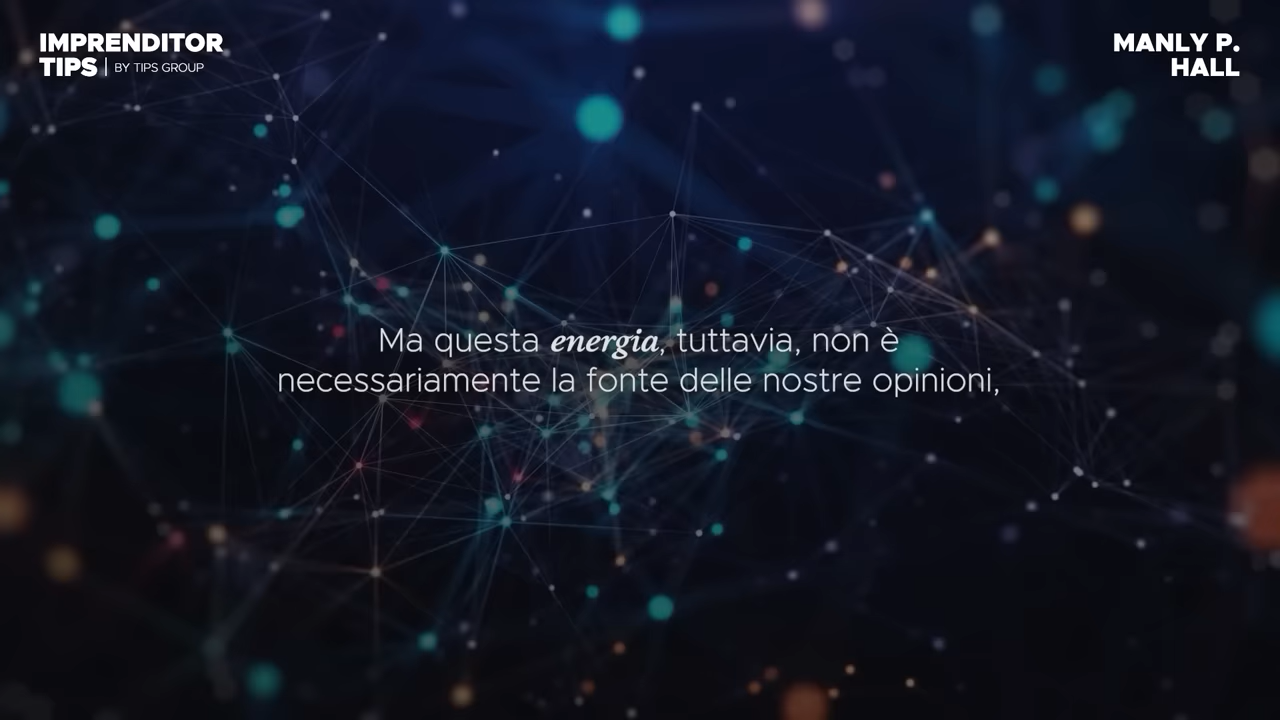 IMPRENDITOR
TIPS | BY TIPS GROUP
MANLY P.
HALL
Ma questa energia, tuttavia, non è
necessariamente la fonte delle nostre opinioni,